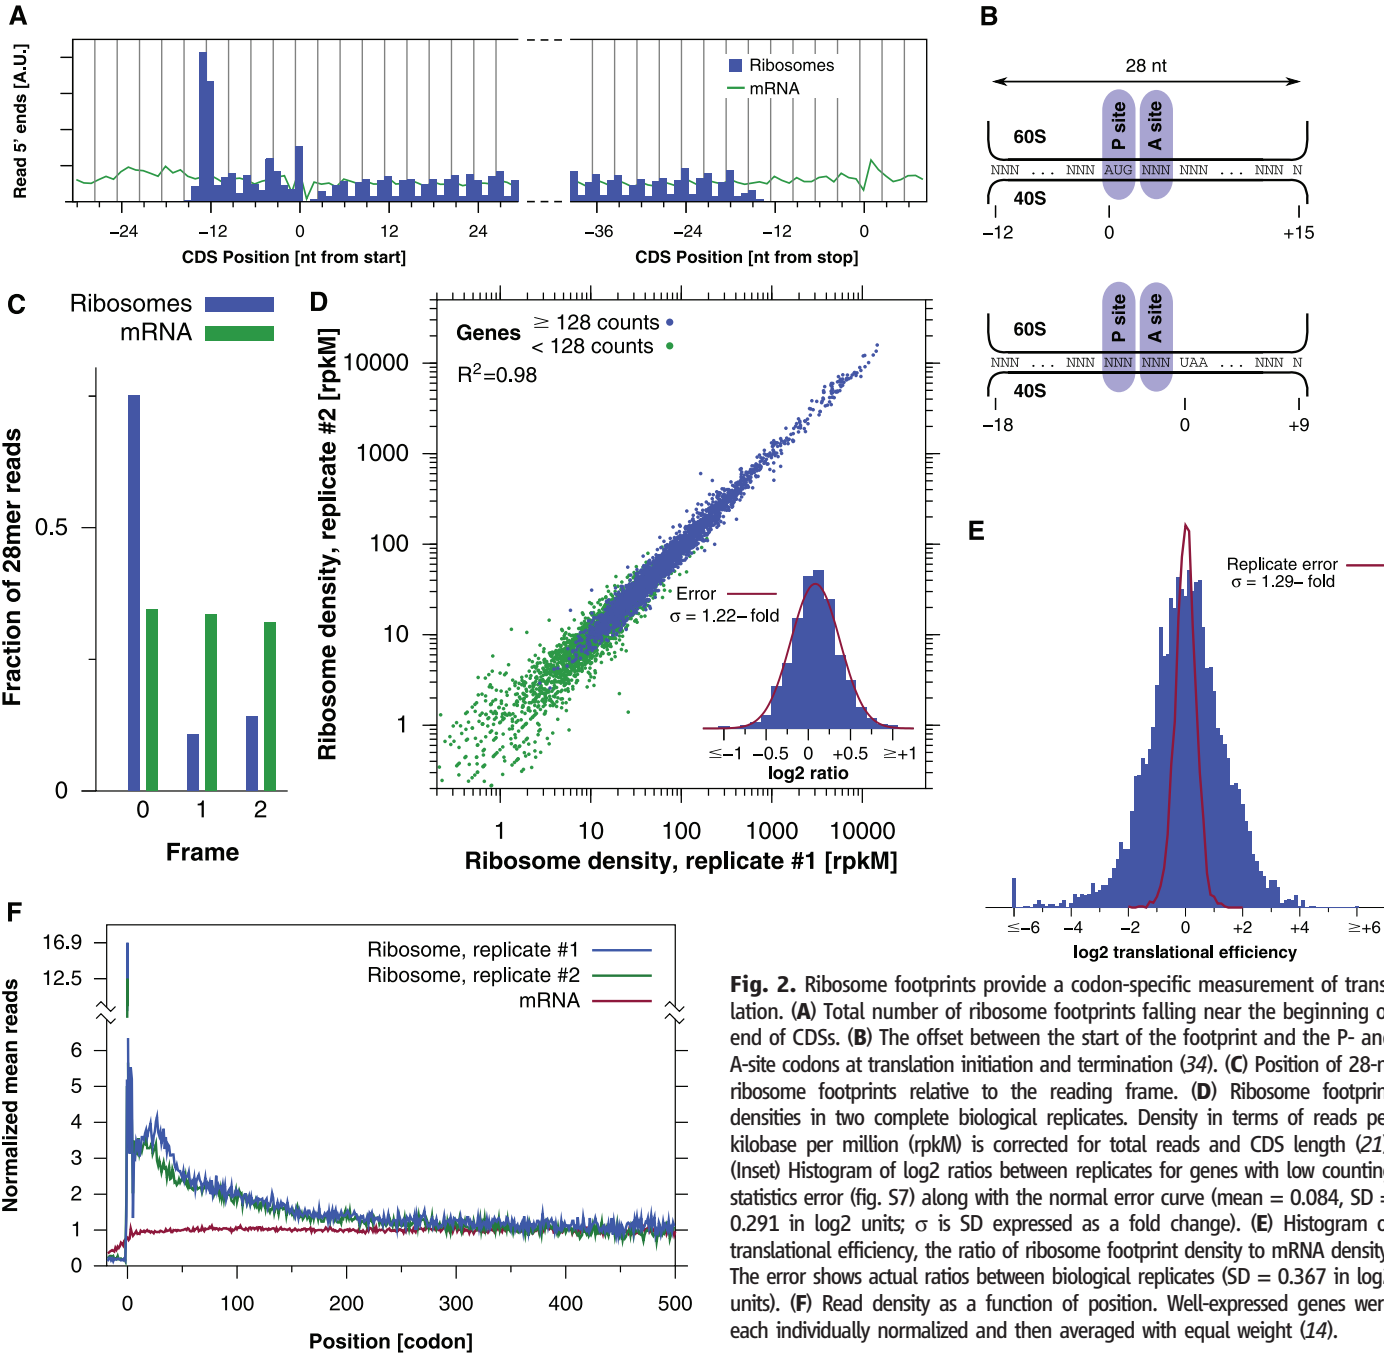 A
Read 5' ends [A.U.]
Ribosomes
mRNA
−24 −12 0 12 24
CDS Position [nt from start]
−36 −24 −12 0
CDS Position [nt from stop]
B
28 nt
P site
A site
60S
NNN ... NNN AUG NNN NNN ... NNN N
40S
−12 0 +15
P site
A site
60S
NNN ... NNN NNN NNN UAA ... NNN N
40S
−18 0 +9
C
Ribosomes
mRNA
Fraction of 28mer reads
0.5
0
0 1 2
Frame
D
Ribosome density, replicate #2 [rpkM]
Genes ≥ 128 counts
< 128 counts
R²=0.98
10000
1000
100
10
1
Error
σ = 1.22−fold
≤−1 −0.5 0 +0.5 ≥+1
log2 ratio
1 10 100 1000 10000
Ribosome density, replicate #1 [rpkM]
E
Replicate error
σ = 1.29−fold
≤−6 −4 −2 0 +2 +4 ≥+6
log2 translational efficiency
F
Normalized mean reads
16.9
12.5
6
5
4
3
2
1
0
Ribosome, replicate #1
Ribosome, replicate #2
mRNA
0 100 200 300 400 500
Position [codon]
Fig. 2. Ribosome footprints provide a codon-specific measurement of trans
lation. (A) Total number of ribosome footprints falling near the beginning o
end of CDSs. (B) The offset between the start of the footprint and the P- an
A-site codons at translation initiation and termination (34). (C) Position of 28-n
ribosome footprints relative to the reading frame. (D) Ribosome footprin
densities in two complete biological replicates. Density in terms of reads pe
kilobase per million (rpkM) is corrected for total reads and CDS length (21)
(Inset) Histogram of log2 ratios between replicates for genes with low countin
statistics error (fig. S7) along with the normal error curve (mean = 0.084, SD =
0.291 in log2 units; σ is SD expressed as a fold change). (E) Histogram o
translational efficiency, the ratio of ribosome footprint density to mRNA density
The error shows actual ratios between biological replicates (SD = 0.367 in log
units). (F) Read density as a function of position. Well-expressed genes wer
each individually normalized and then averaged with equal weight (14).